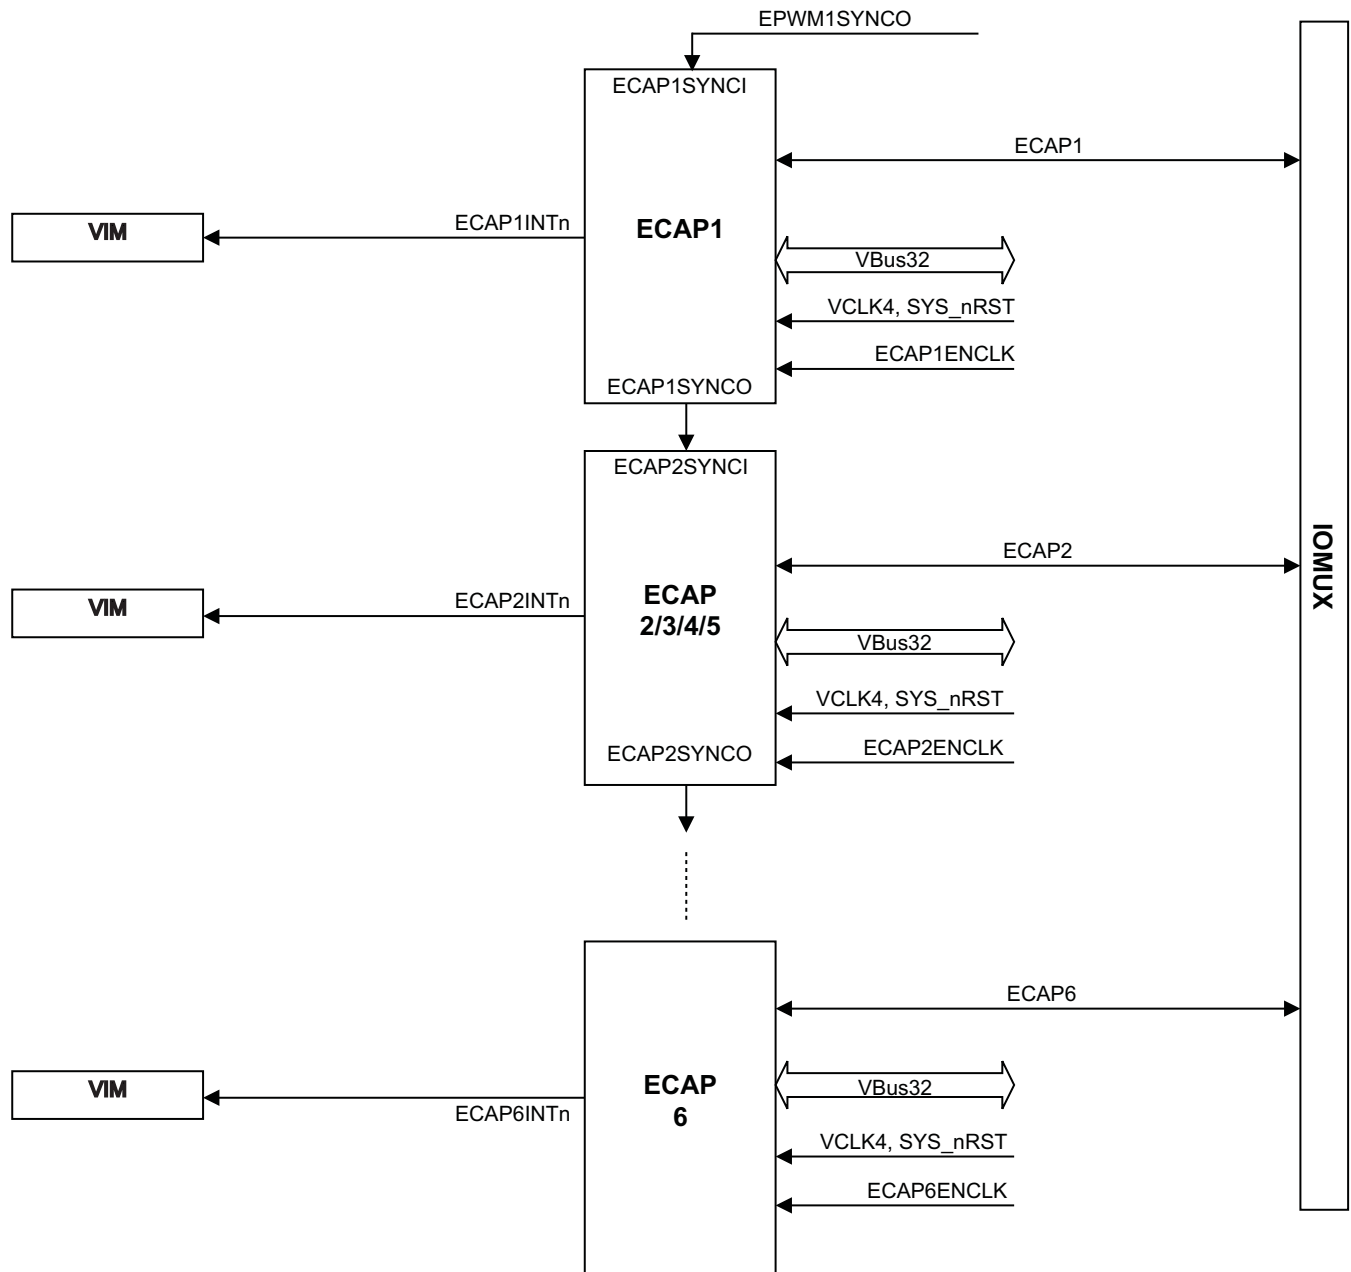 EPWM1SYNCO
ECAP1SYNCI
ECAP1
ECAP1INTn
VIM
ECAP1
VBus32
VCLK4, SYS_nRST
ECAP1ENCLK
ECAP1SYNCO
ECAP2SYNCI
ECAP2
ECAP2INTn
VIM
ECAP
2/3/4/5
VBus32
VCLK4, SYS_nRST
ECAP2SYNCO
ECAP2ENCLK
IOMUX
ECAP6
VIM
ECAP6INTn
ECAP
6
VBus32
VCLK4, SYS_nRST
ECAP6ENCLK